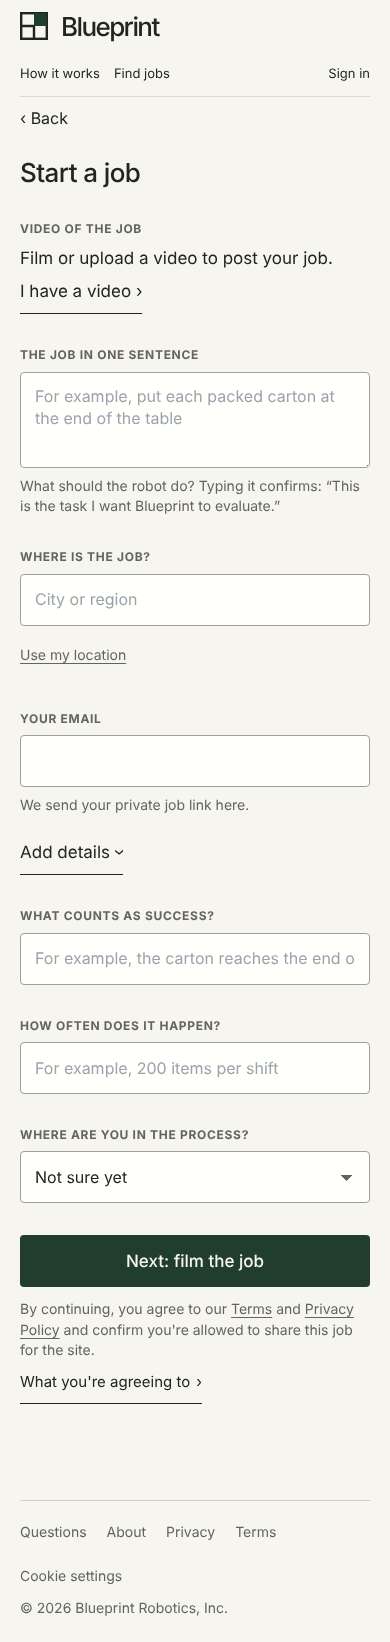 Blueprint
How it works Find jobs Sign in
‹ Back
Start a job
VIDEO OF THE JOB
Film or upload a video to post your job.
I have a video ›
THE JOB IN ONE SENTENCE
For example, put each packed carton at
the end of the table
What should the robot do? Typing it confirms: “This
is the task I want Blueprint to evaluate.”
WHERE IS THE JOB?
City or region
Use my location
YOUR EMAIL
We send your private job link here.
Add details
WHAT COUNTS AS SUCCESS?
For example, the carton reaches the end o
HOW OFTEN DOES IT HAPPEN?
For example, 200 items per shift
WHERE ARE YOU IN THE PROCESS?
Not sure yet
Next: film the job
By continuing, you agree to our Terms and Privacy
Policy and confirm you're allowed to share this job
for the site.
What you're agreeing to ›
Questions About Privacy Terms
Cookie settings
© 2026 Blueprint Robotics, Inc.